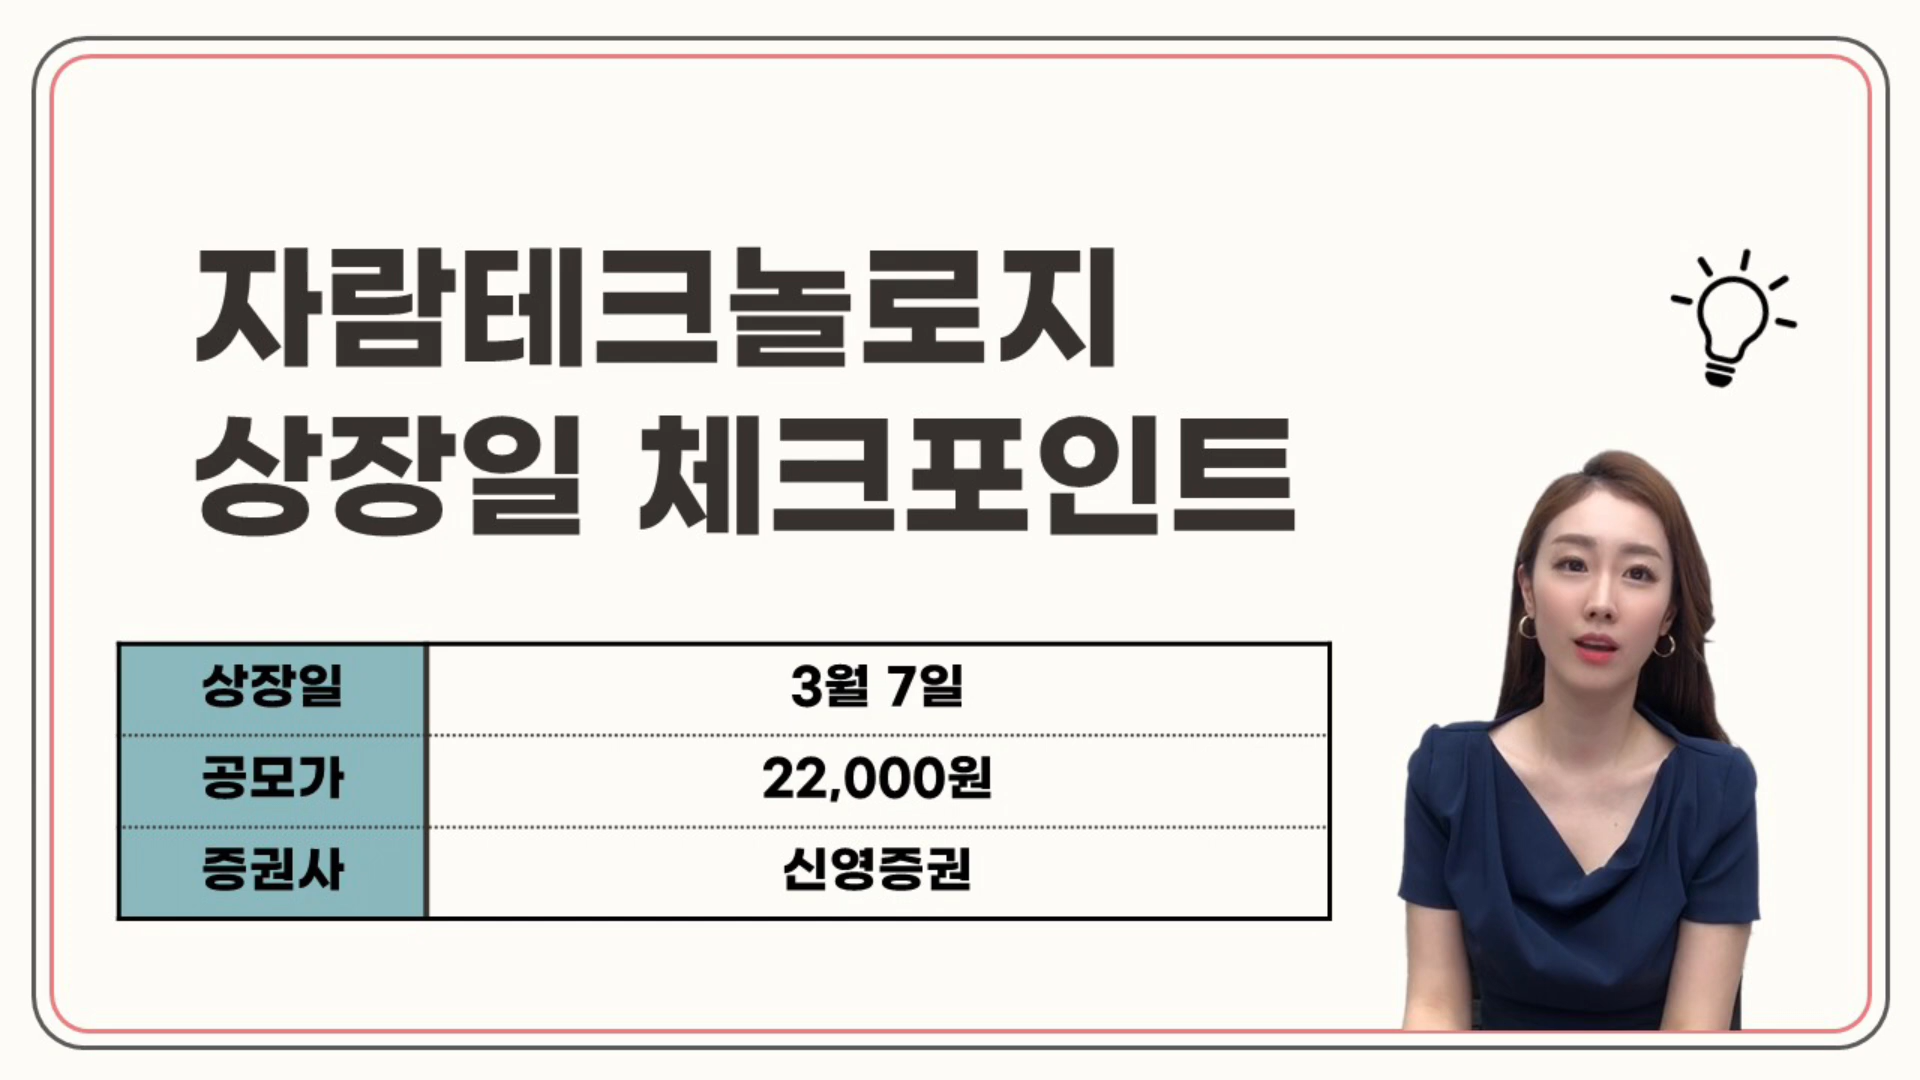 자람테크놀로지
상장일 체크포인트
상장일 3월 7일
공모가 22,000원
증권사 신영증권